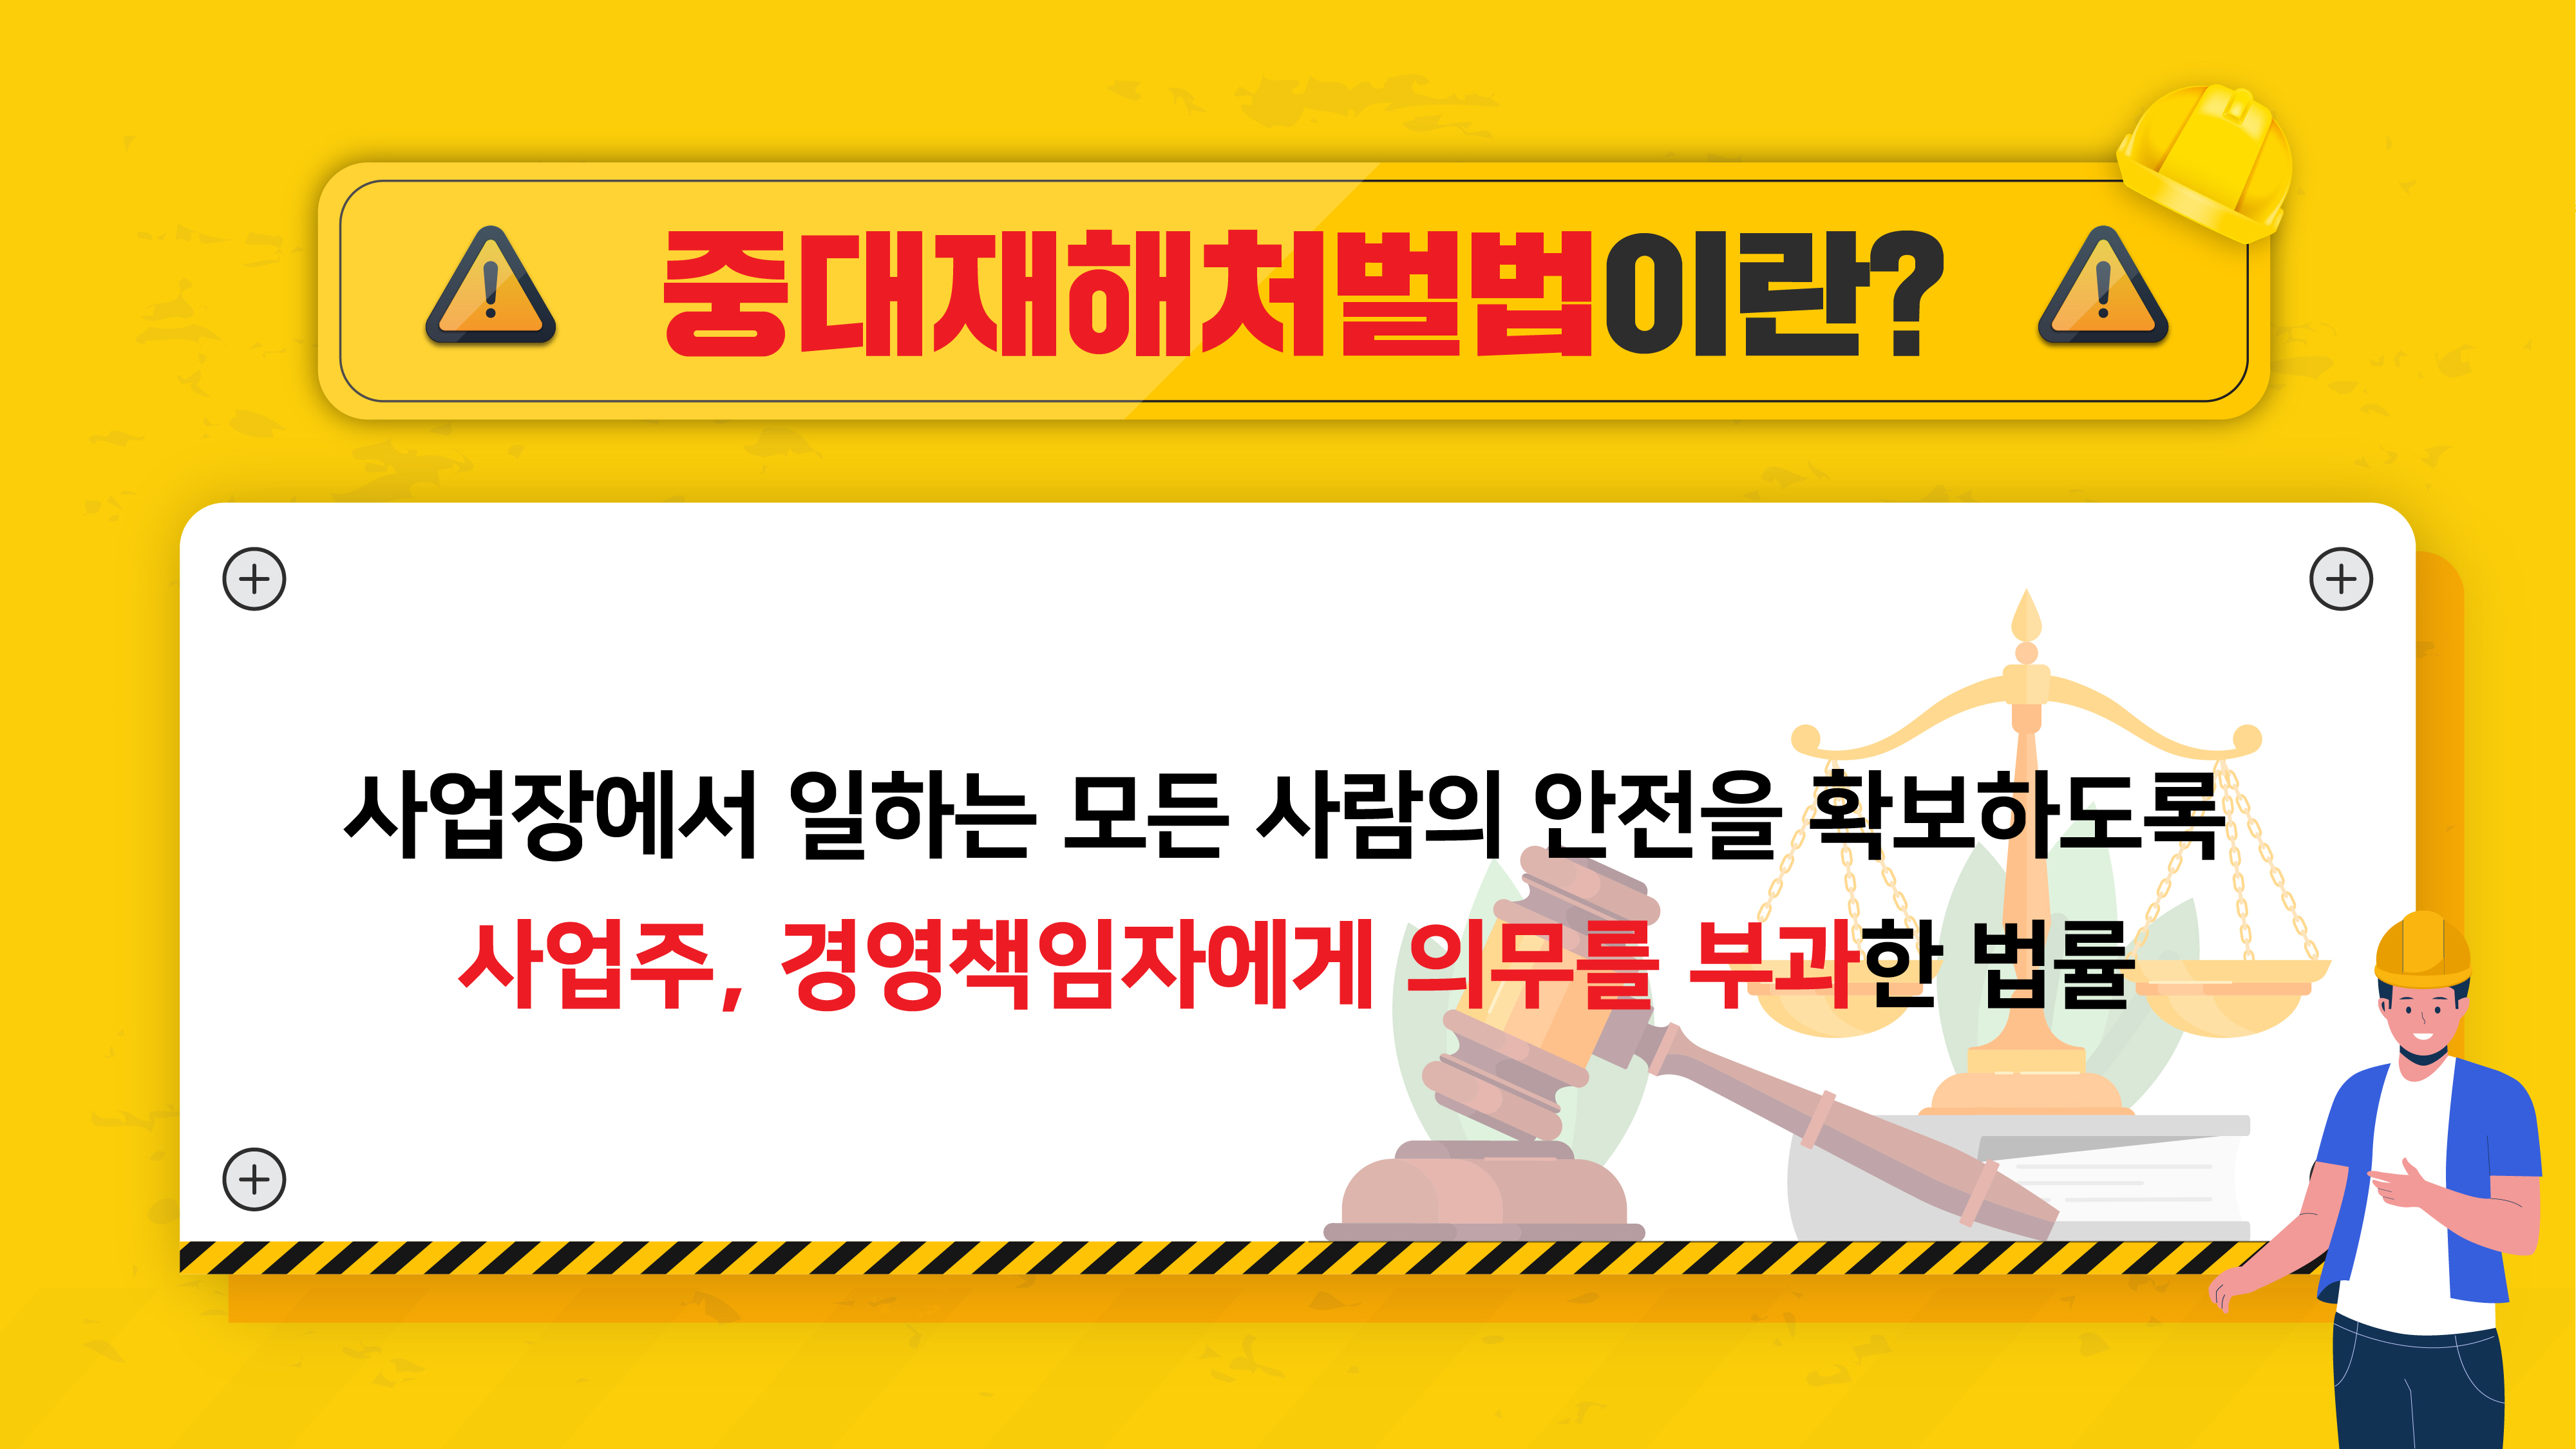 중대재해처벌법이란?
사업장에서 일하는 모든 사람의 안전을 확보하도록
사업주, 경영책임자에게 의무를 부과한 법률